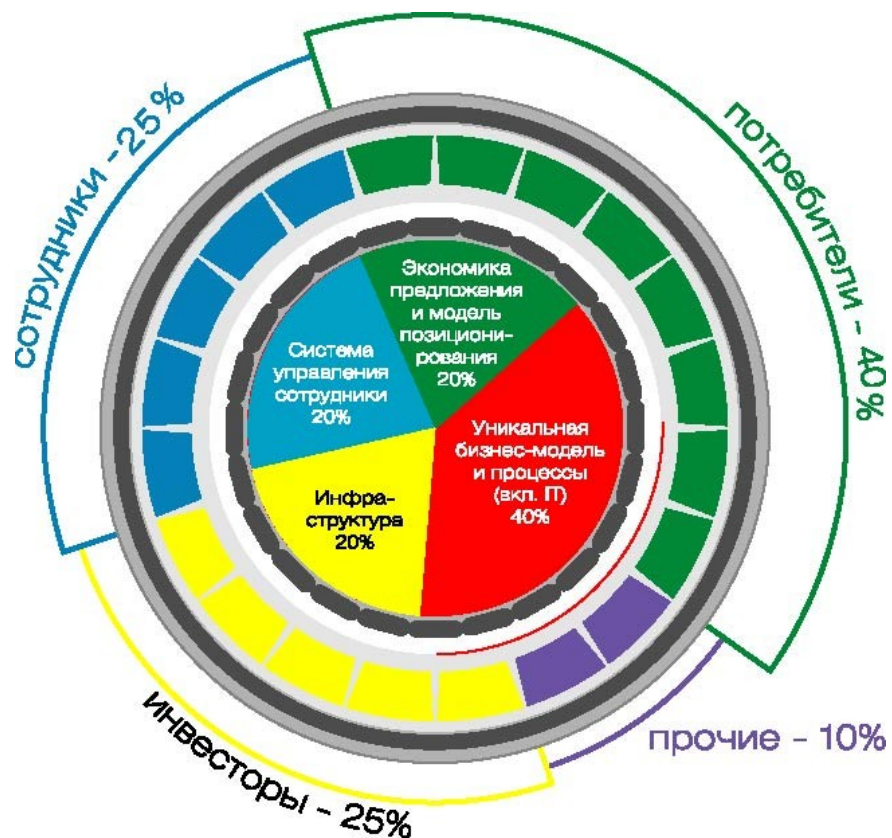 сотрудники - 25%
потребители - 40%
Экономика
предложения
и модель
позициони-
рования
20%
Система
управления
сотрудники
20%
Уникальная
бизнес-модель
и процессы
(вкл. IT)
40%
Инфра-
структура
20%
инвесторы - 25%
прочие - 10%